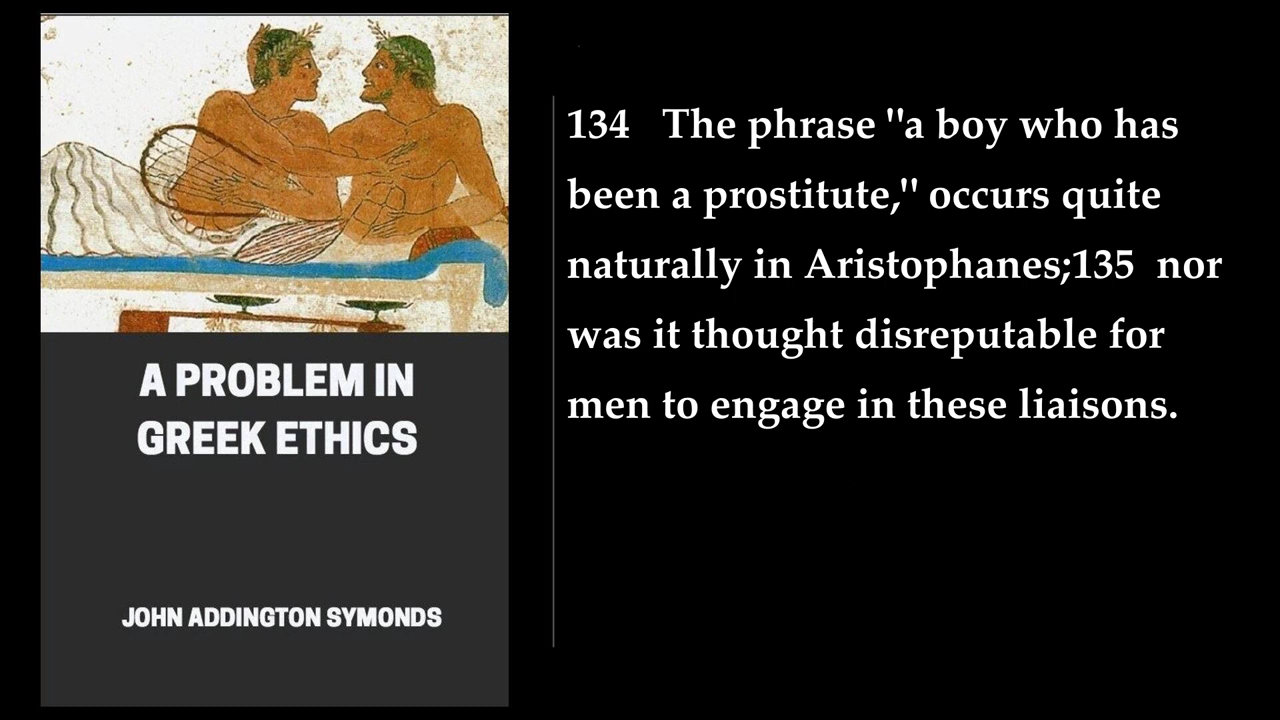 A PROBLEM IN
GREEK ETHICS
JOHN ADDINGTON SYMONDS
134 The phrase "a boy who has
been a prostitute," occurs quite
naturally in Aristophanes;135 nor
was it thought disreputable for
men to engage in these liaisons.